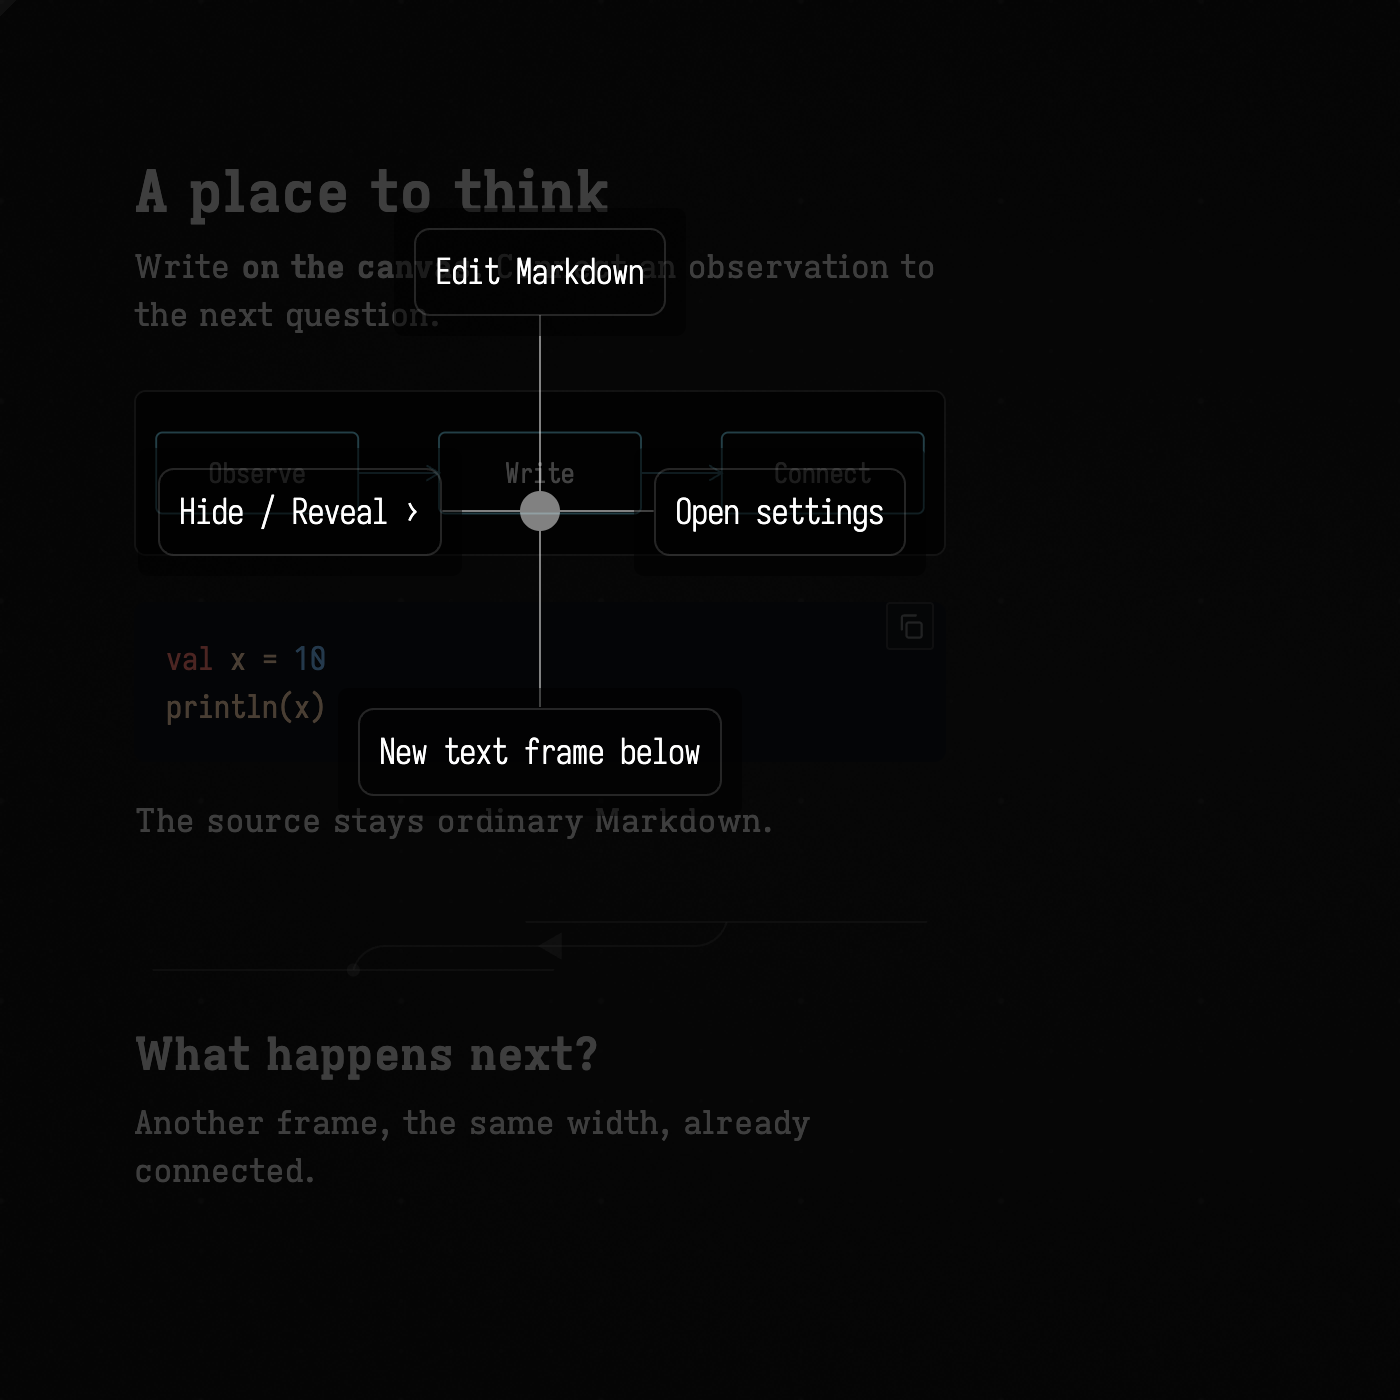 A place to think
Write on the canv an observation to
Edit Markdown
the next question.
Observe
Write
Connect
Hide / Reveal ›
Open settings
val x = 10
println(x)
New text frame below
The source stays ordinary Markdown.
What happens next?
Another frame, the same width, already
connected.